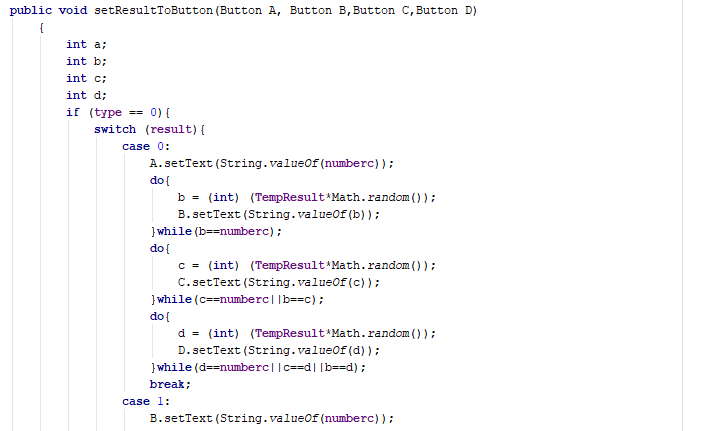 public void setResultToButton(Button A, Button B,Button C,Button D)
{
int a;
int b;
int c;
int d;
if (type == 0){
switch (result){
case 0:
A.setText(String.valueOf(numberc));
do{
b = (int) (TempResult*Math.random());
B.setText(String.valueOf(b));
}while(b==numberc);
do{
c = (int) (TempResult*Math.random());
C.setText(String.valueOf(c));
}while(c==numberc||b==c);
do{
d = (int) (TempResult*Math.random());
D.setText(String.valueOf(d));
}while(d==numberc||c==d||b==d);
break;
case 1:
B.setText(String.valueOf(numberc));